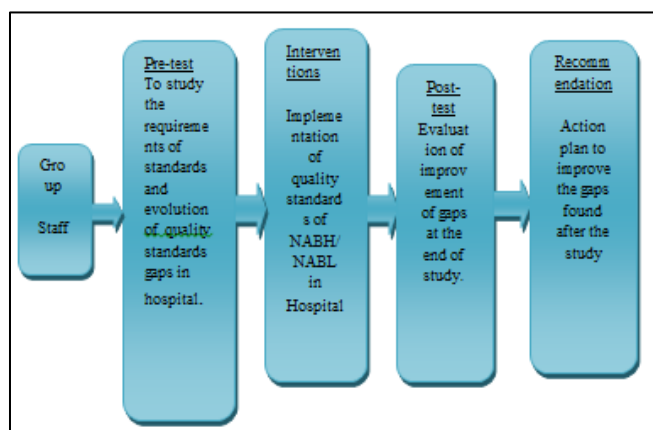 Gro
up
Staff
Pre-test
To study
the
requireme
nts of
standards
and
evolution
of quality
standards
gaps in
hospital.
Interven
tions
Impleme
ntation
of
quality
standard
s of
NABH/
NABL
in
Hospital
Post-
test
Evaluat
ion of
improv
ement
of gaps
at the
end of
study.
Recomm
endation
Action
plan to
improve
the gaps
found
after the
study